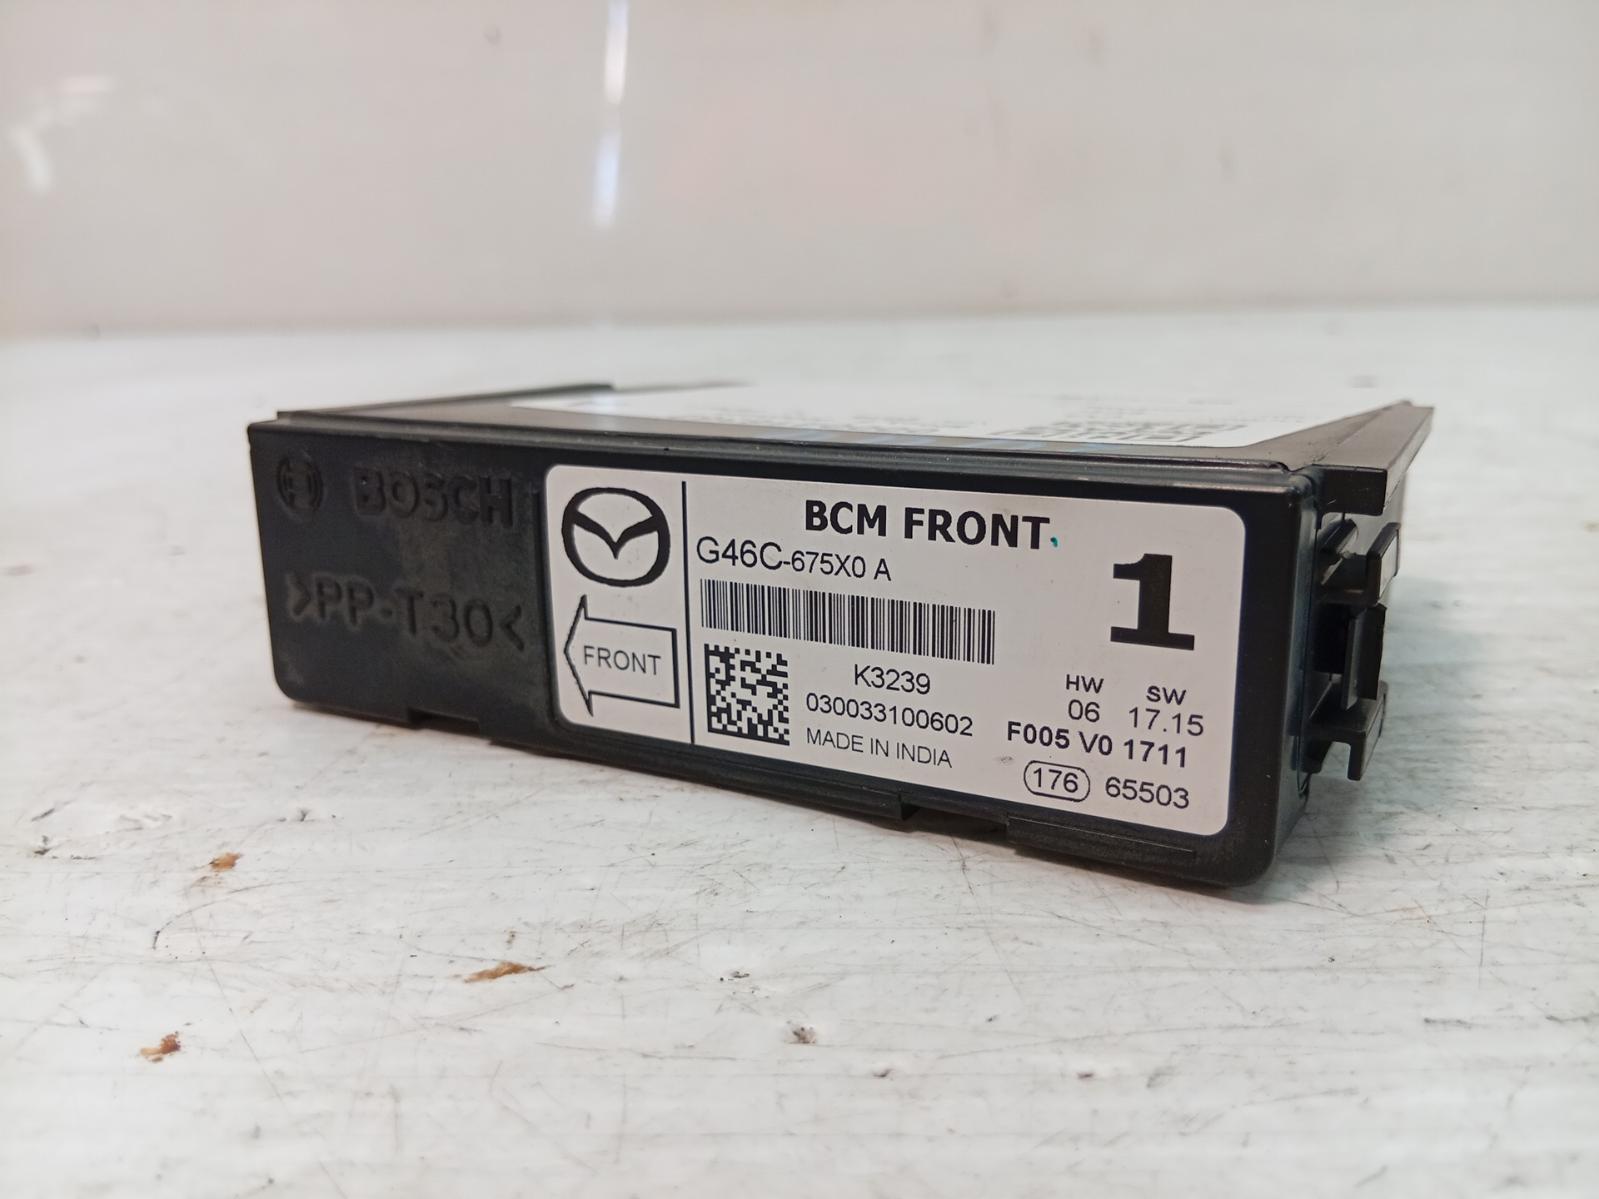 BOSCH
>PP-T30<
FRONT
BCM FRONT
G46C-675X0 A
1
K3239
030033100602
MADE IN INDIA
HW SW
06 17.15
F005 V0 1711
176 65503